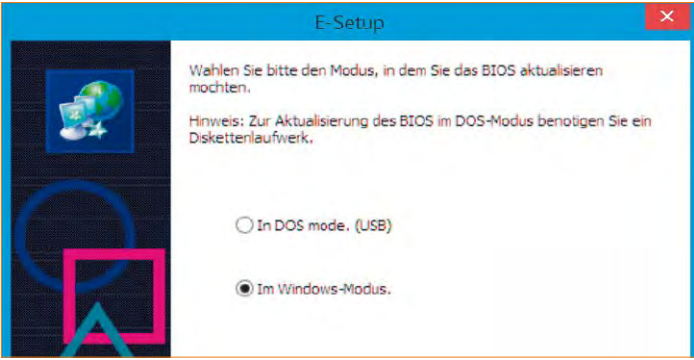 E-Setup
Wahlen Sie bitte den Modus, in dem Sie das BIOS aktualisieren
mochten.
Hinweis: Zur Aktualisierung des BIOS im DOS-Modus benotigen Sie ein
Diskettenlaufwerk.
In DOS mode. (USB)
Im Windows-Modus.